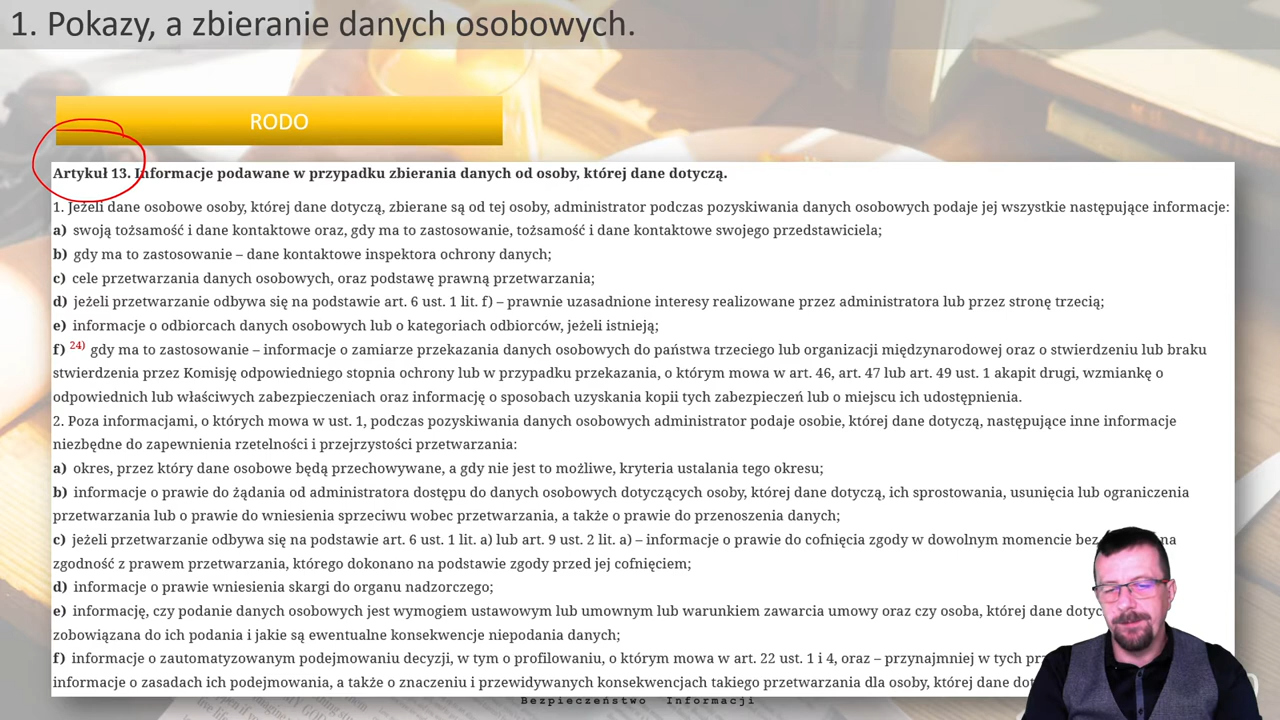 1. Pokazy, a zbieranie danych osobowych.
RODO
Artykuł 13. Informacje podawane w przypadku zbierania danych od osoby, której dane dotyczą.
1. Jeżeli dane osobowe osoby, której dane dotyczą, zbierane są od tej osoby, administrator podczas pozyskiwania danych osobowych podaje jej wszystkie następujące informacje:
a) swoją tożsamość i dane kontaktowe oraz, gdy ma to zastosowanie, tożsamość i dane kontaktowe swojego przedstawiciela;
b) gdy ma to zastosowanie – dane kontaktowe inspektora ochrony danych;
c) cele przetwarzania danych osobowych, oraz podstawę prawną przetwarzania;
d) jeżeli przetwarzanie odbywa się na podstawie art. 6 ust. 1 lit. f) – prawnie uzasadnione interesy realizowane przez administratora lub przez stronę trzecią;
e) informacje o odbiorcach danych osobowych lub o kategoriach odbiorców, jeżeli istnieją;
f) 24) gdy ma to zastosowanie – informacje o zamiarze przekazania danych osobowych do państwa trzeciego lub organizacji międzynarodowej oraz o stwierdzeniu lub braku
stwierdzenia przez Komisję odpowiedniego stopnia ochrony lub w przypadku przekazania, o którym mowa w art. 46, art. 47 lub art. 49 ust. 1 akapit drugi, wzmiankę o
odpowiednich lub właściwych zabezpieczeniach oraz informację o sposobach uzyskania kopii tych zabezpieczeń lub o miejscu ich udostępnienia.
2. Poza informacjami, o których mowa w ust. 1, podczas pozyskiwania danych osobowych administrator podaje osobie, której dane dotyczą, następujące inne informacje
niezbędne do zapewnienia rzetelności i przejrzystości przetwarzania:
a) okres, przez który dane osobowe będą przechowywane, a gdy nie jest to możliwe, kryteria ustalania tego okresu;
b) informacje o prawie do żądania od administratora dostępu do danych osobowych dotyczących osoby, której dane dotyczą, ich sprostowania, usunięcia lub ograniczenia
przetwarzania lub o prawie do wniesienia sprzeciwu wobec przetwarzania, a także o prawie do przenoszenia danych;
c) jeżeli przetwarzanie odbywa się na podstawie art. 6 ust. 1 lit. a) lub art. 9 ust. 2 lit. a) – informacje o prawie do cofnięcia zgody w dowolnym momencie bez na
zgodność z prawem przetwarzania, którego dokonano na podstawie zgody przed jej cofnięciem;
d) informacje o prawie wniesienia skargi do organu nadzorczego;
e) informację, czy podanie danych osobowych jest wymogiem ustawowym lub umownym lub warunkiem zawarcia umowy oraz czy osoba, której dane
zobowiązana do ich podania i jakie są ewentualne konsekwencje niepodania danych;
f) informacje o zautomatyzowanym podejmowaniu decyzji, w tym o profilowaniu, o którym mowa w art. 22 ust. 1 i 4, oraz – przynajmniej w tych
informacje o zasadach ich podejmowania, a także o znaczeniu i przewidywanych konsekwencjach takiego przetwarzania dla osoby, której dane
Bezpieczeństwo Informacji